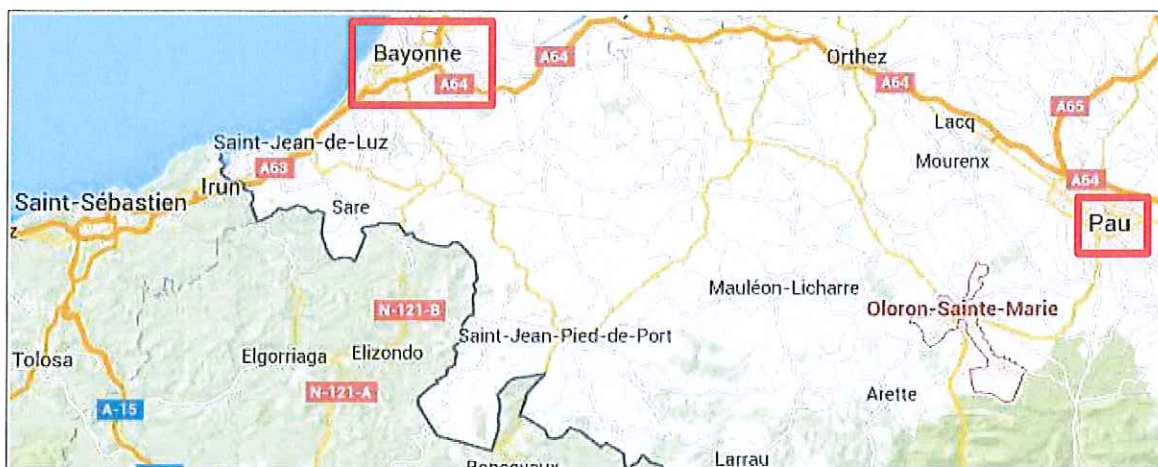 Bayonne
A64
A64
Orthez
A64
A65
Lacq
Mourenx
A64
Saint-Jean-de-Luz
A63
Irun
Saint-Sébastien
z
Sare
Pau
Mauléon-Licharre
Oloron-Sainte-Marie
N-121-B
Saint-Jean-Pied-de-Port
Tolosa
Elgorriaga
Elizondo
N-121-A
Arette
A-15
Larrau